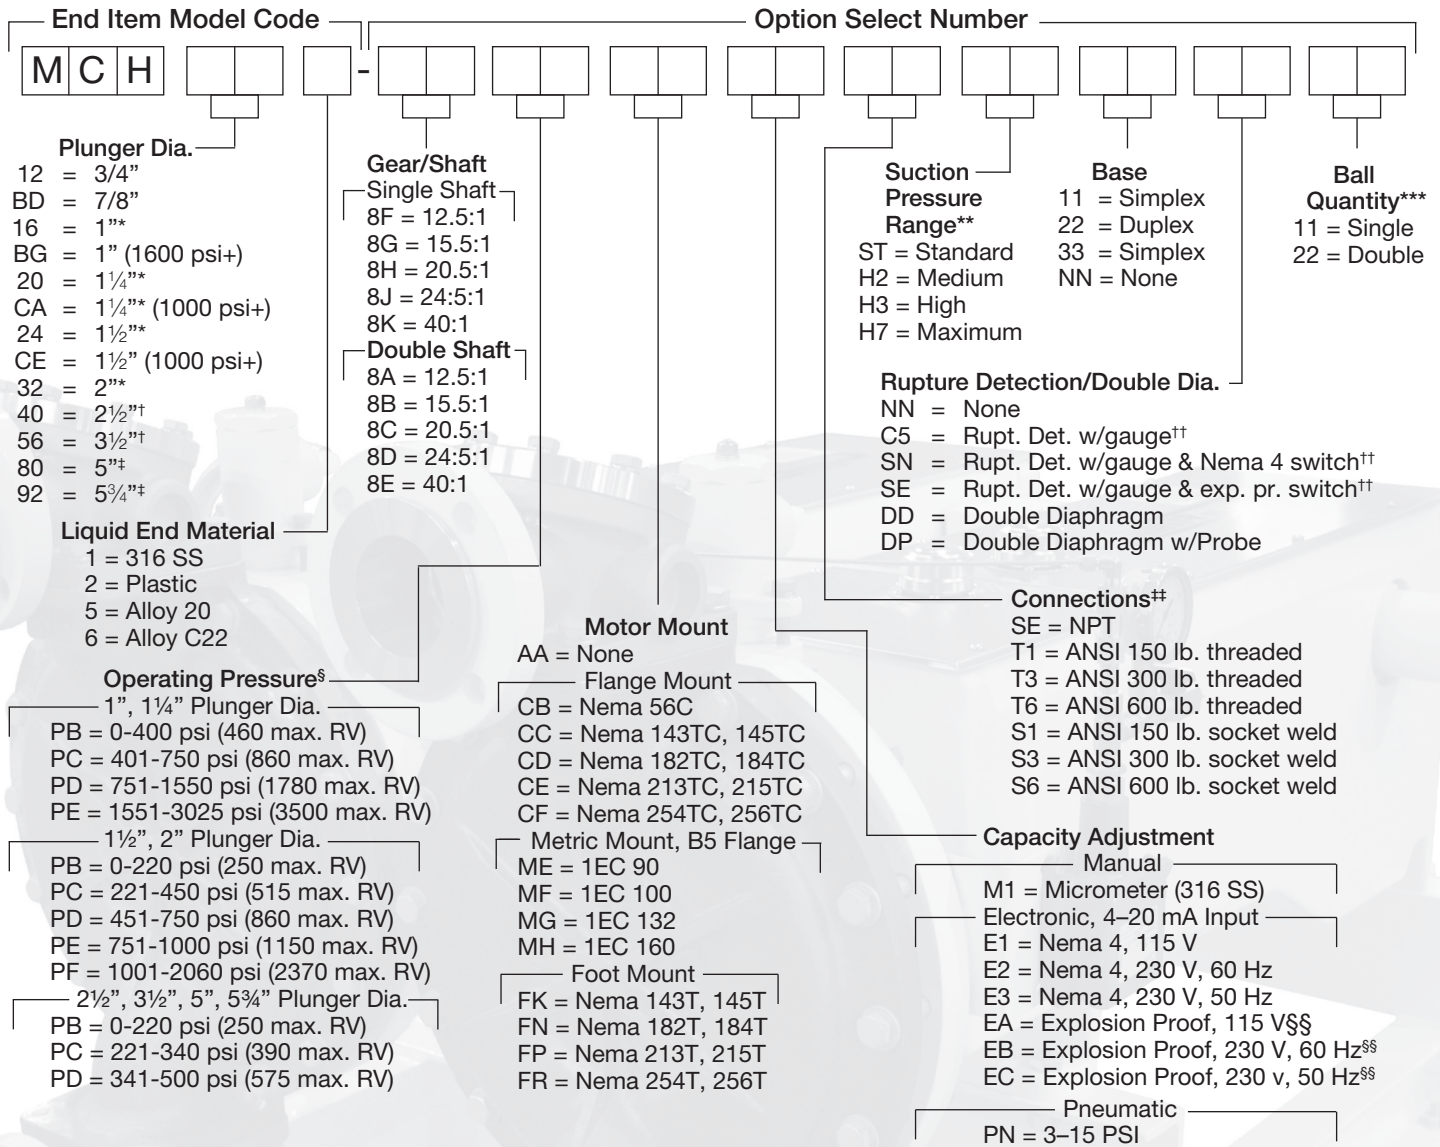 End Item Model Code
Option Select Number
M C H
-
Plunger Dia.
12 = 3/4”
BD = 7/8”
16 = 1”*
BG = 1” (1600 psi+)
20 = 1¼”*
CA = 1¼”* (1000 psi+)
24 = 1½”*
CE = 1½” (1000 psi+)
32 = 2”*
40 = 2½”†
56 = 3½”†
80 = 5”‡
92 = 5¾”‡
Liquid End Material
1 = 316 SS
2 = Plastic
5 = Alloy 20
6 = Alloy C22
Operating Pressure§
1”, 1¼” Plunger Dia.
PB = 0-400 psi (460 max. RV)
PC = 401-750 psi (860 max. RV)
PD = 751-1550 psi (1780 max. RV)
PE = 1551-3025 psi (3500 max. RV)
1½”, 2” Plunger Dia.
PB = 0-220 psi (250 max. RV)
PC = 221-450 psi (515 max. RV)
PD = 451-750 psi (860 max. RV)
PE = 751-1000 psi (1150 max. RV)
PF = 1001-2060 psi (2370 max. RV)
2½”, 3½”, 5”, 5¾” Plunger Dia.
PB = 0-220 psi (250 max. RV)
PC = 221-340 psi (390 max. RV)
PD = 341-500 psi (575 max. RV)
Gear/Shaft
Single Shaft
8F = 12.5:1
8G = 15.5:1
8H = 20.5:1
8J = 24:5:1
8K = 40:1
Double Shaft
8A = 12.5:1
8B = 15.5:1
8C = 20.5:1
8D = 24:5:1
8E = 40:1
Motor Mount
AA = None
Flange Mount
CB = Nema 56C
CC = Nema 143TC, 145TC
CD = Nema 182TC, 184TC
CE = Nema 213TC, 215TC
CF = Nema 254TC, 256TC
Metric Mount, B5 Flange
ME = 1EC 90
MF = 1EC 100
MG = 1EC 132
MH = 1EC 160
Foot Mount
FK = Nema 143T, 145T
FN = Nema 182T, 184T
FP = Nema 213T, 215T
FR = Nema 254T, 256T
Suction
Pressure
Range**
ST = Standard
H2 = Medium
H3 = High
H7 = Maximum
Base
11 = Simplex
22 = Duplex
33 = Simplex
NN = None
Ball
Quantity***
11 = Single
22 = Double
Rupture Detection/Double Dia.
NN = None
C5 = Rupt. Det. w/gauge††
SN = Rupt. Det. w/gauge & Nema 4 switch††
SE = Rupt. Det. w/gauge & exp. pr. switch††
DD = Double Diaphragm
DP = Double Diaphragm w/Probe
Connections‡‡
SE = NPT
T1 = ANSI 150 lb. threaded
T3 = ANSI 300 lb. threaded
T6 = ANSI 600 lb. threaded
S1 = ANSI 150 lb. socket weld
S3 = ANSI 300 lb. socket weld
S6 = ANSI 600 lb. socket weld
Capacity Adjustment
Manual
M1 = Micrometer (316 SS)
Electronic, 4–20 mA Input
E1 = Nema 4, 115 V
E2 = Nema 4, 230 V, 60 Hz
E3 = Nema 4, 230 V, 50 Hz
EA = Explosion Proof, 115 V§§
EB = Explosion Proof, 230 V, 60 Hz§§
EC = Explosion Proof, 230 v, 50 Hz§§
Pneumatic
PN = 3–15 PSI